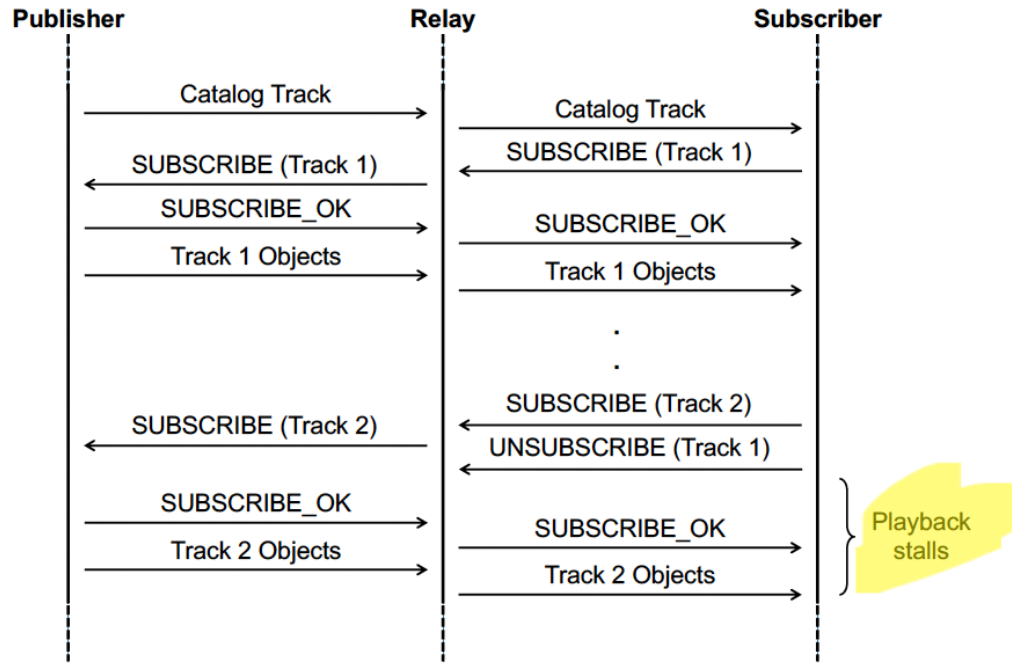 Publisher Relay Subscriber
Catalog Track
Catalog Track
SUBSCRIBE (Track 1)
SUBSCRIBE (Track 1)
SUBSCRIBE_OK
SUBSCRIBE_OK
Track 1 Objects
Track 1 Objects
.
.
SUBSCRIBE (Track 2)
SUBSCRIBE (Track 2)
UNSUBSCRIBE (Track 1)
SUBSCRIBE_OK
Playback
stalls
SUBSCRIBE_OK
Track 2 Objects
Track 2 Objects